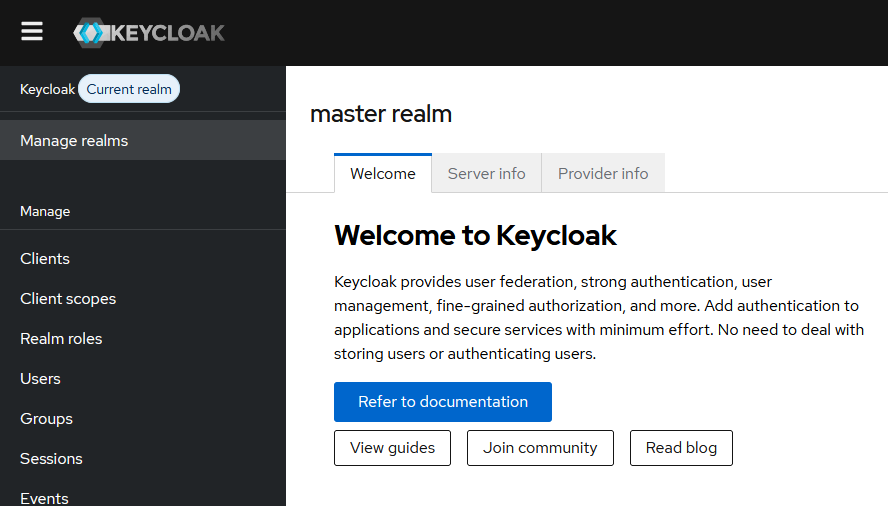 KEYCLOAK
Keycloak Current realm
Manage realms
Manage
Clients
Client scopes
Realm roles
Users
Groups
Sessions
Events
master realm
Welcome Server info Provider info
Welcome to Keycloak
Keycloak provides user federation, strong authentication, user
management, fine-grained authorization, and more. Add authentication to
applications and secure services with minimum effort. No need to deal with
storing users or authenticating users.
Refer to documentation
View guides Join community Read blog